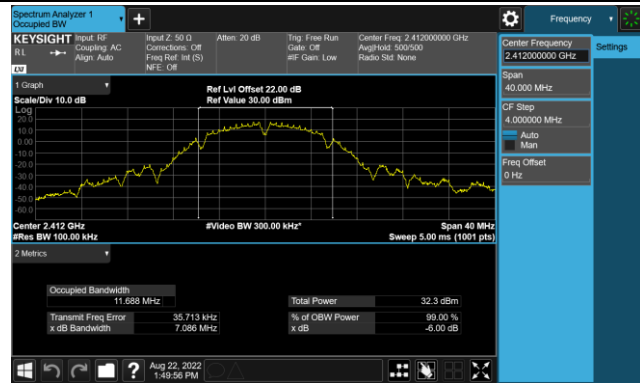 Spectrum Analyzer 1
Occupied BW
+
Frequency
KEYSIGHT
RL
LXI
Input: RF
Coupling: AC
Align: Auto
Input Z: 50 Ω
Corrections: Off
Freq Ref: Int (S)
NFE: Off
Atten: 20 dB
Trig: Free Run
Gate: Off
#IF Gain: Low
Center Freq: 2.412000000 GHz
Avg|Hold: 500/500
Radio Std: None
Center Frequency
2.412000000 GHz
Settings
Span
40.000 MHz
CF Step
4.000000 MHz
Auto
Man
Freq Offset
0 Hz
1 Graph
Scale/Div 10.0 dB
Ref Lvl Offset 22.00 dB
Ref Value 30.00 dBm
Log
20.0
10.0
0.00
-10.0
-20.0
-30.0
-40.0
-50.0
-60.0
Center 2.412 GHz
#Res BW 100.00 kHz
#Video BW 300.00 kHz*
Span 40 MHz
Sweep 5.00 ms (1001 pts)
2 Metrics
Occupied Bandwidth
11.688 MHz
Total Power 32.3 dBm
Transmit Freq Error 35.713 kHz
% of OBW Power 99.00 %
x dB Bandwidth 7.086 MHz
x dB -6.00 dB
?
Aug 22, 2022
1:49:56 PM